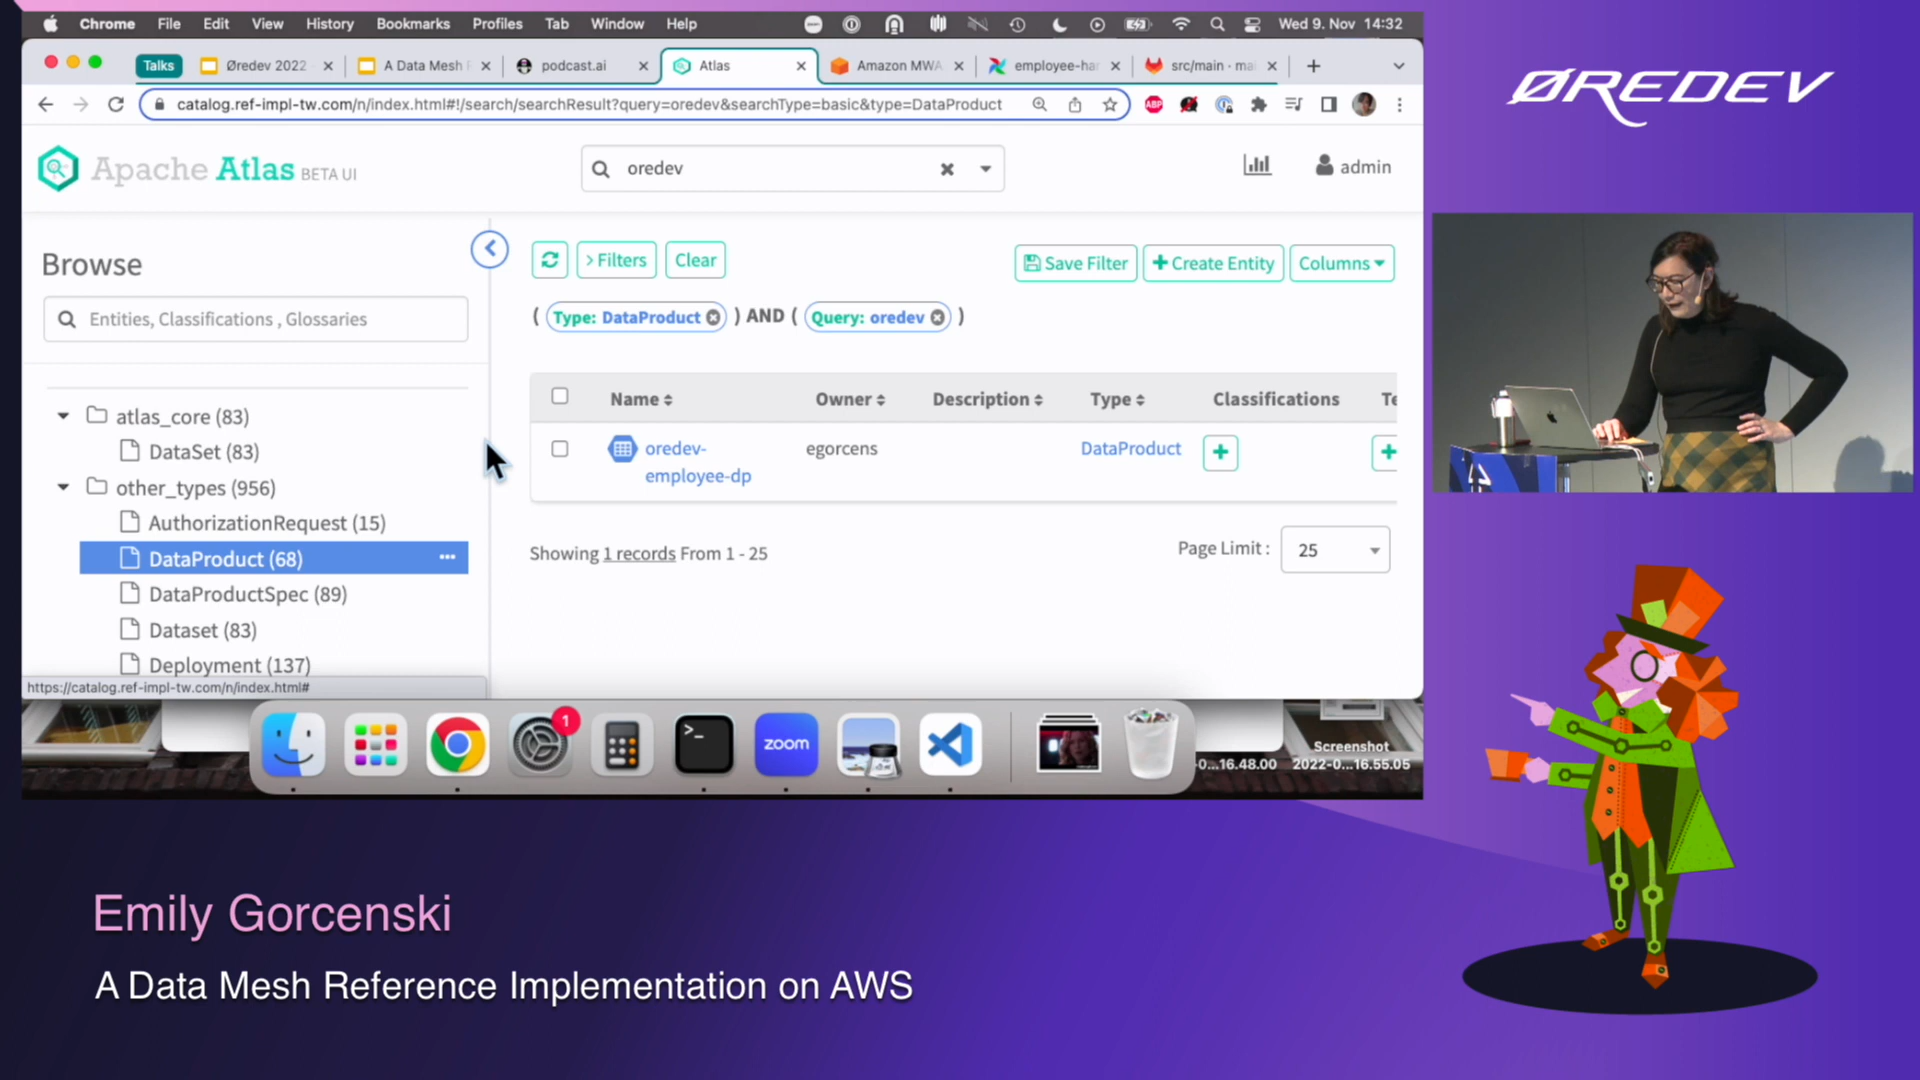 Chrome File Edit View History Bookmarks Profiles Tab Window Help Wed 9. Nov 14:32
Talks Øredev 2022 A Data Mesh podcast.ai Atlas Amazon MWA employee-har src/main · ma
catalog.ref-impl-tw.com/n/index.html#!/search/searchResult?query=oredev&searchType=basic&type=DataProduct
ABP
ØREDEV
Apache Atlas BETA UI
oredev
admin
Browse
Entities, Classifications , Glossaries
atlas_core (83)
DataSet (83)
other_types (956)
AuthorizationRequest (15)
DataProduct (68)
DataProductSpec (89)
Dataset (83)
Deployment (137)
https://catalog.ref-impl-tw.com/n/index.html#
> Filters Clear Save Filter + Create Entity Columns
( Type: DataProduct ) AND ( Query: oredev )
Name Owner Description Type Classifications Te
oredev-employee-dp egorcens DataProduct
Showing 1 records From 1 - 25
Page Limit : 25
1
zoom
Screenshot
-0...16.48.00 2022-0...16.55.05
Emily Gorcenski
A Data Mesh Reference Implementation on AWS